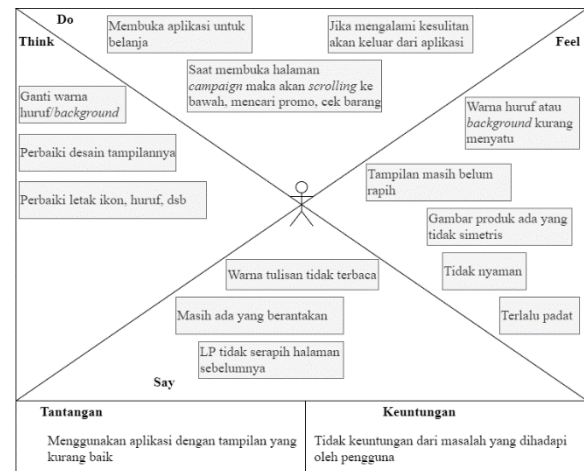 Do
Membuka aplikasi untuk
belanja
Jika mengalami kesulitan
akan keluar dari aplikasi
Saat membuka halaman
campaign maka akan scrolling ke
bawah, mencari promo, cek barang
Think
Ganti warna
huruf/background
Perbaiki desain tampilannya
Perbaiki letak ikon, huruf, dsb
Feel
Warna huruf atau
background kurang
menyatu
Tampilan masih belum
rapih
Gambar produk ada yang
tidak simetris
Tidak nyaman
Terlalu padat
Warna tulisan tidak terbaca
Masih ada yang berantakan
LP tidak serapih halaman
sebelumnya
Say
Tantangan
Menggunakan aplikasi dengan tampilan yang
kurang baik
Keuntungan
Tidak keuntungan dari masalah yang dihadapi
oleh pengguna